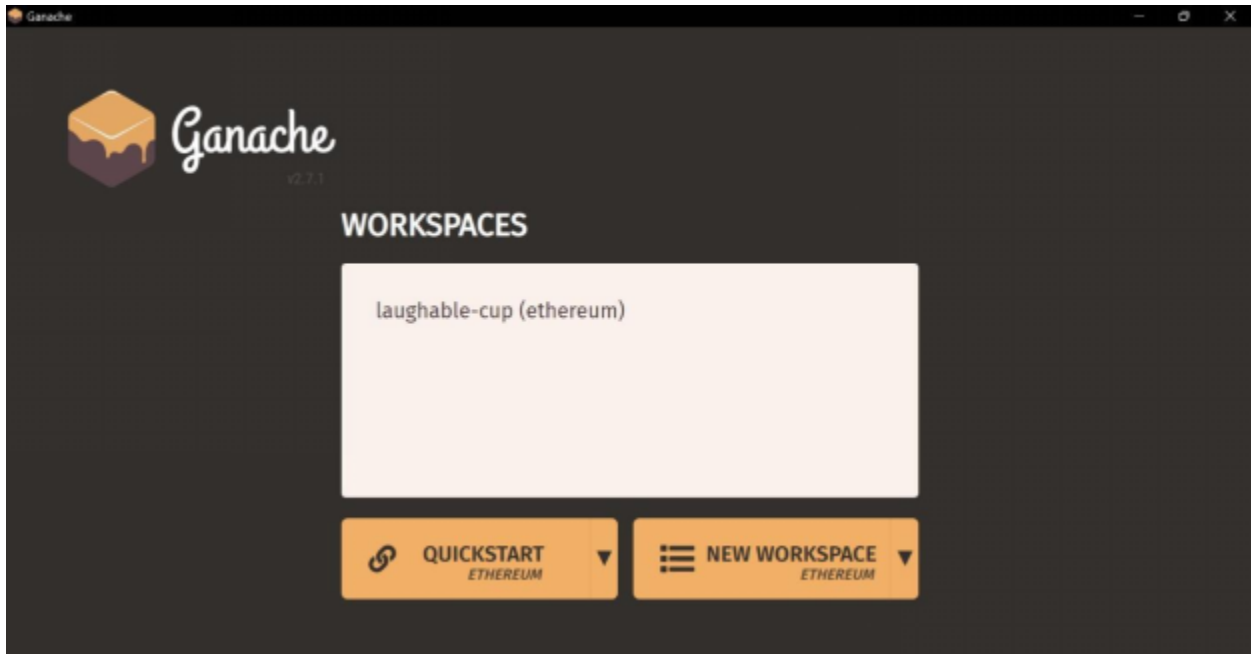 Ganache
Ganache
v2.7.1
WORKSPACES
laughable-cup (ethereum)
QUICKSTART
ETHEREUM
NEW WORKSPACE
ETHEREUM